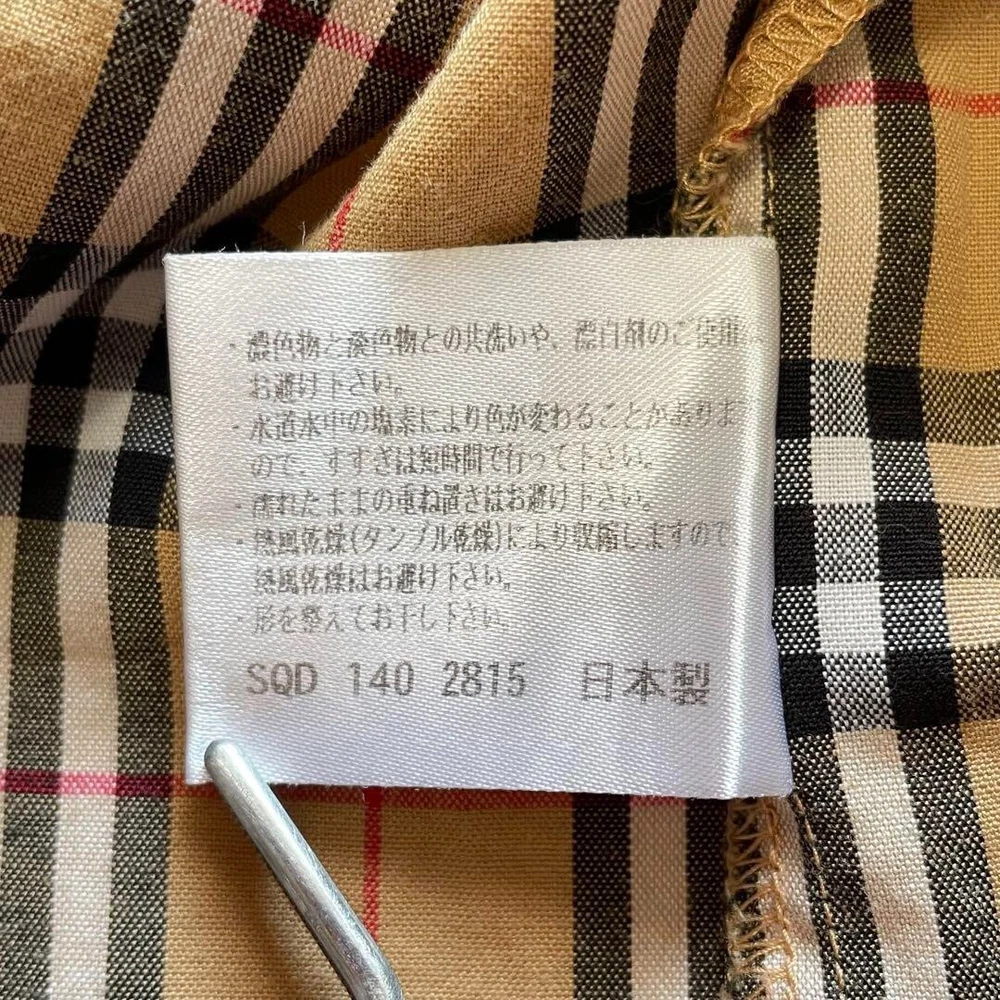 ・濃色物と淡色物との共洗いや、漂白剤のご使用は
お避け下さい。
・水道水中の塩素により色が変わることがありま
ので、すすぎは短時間で行って下さい。
・濡れたままの重ね置きはお避け下さい。
・熱風乾燥(タンブル乾燥)により収縮しますので
熱風乾燥はお避け下さい。
・形を整えてお干し下さい。
SQD 140 2815 日本製